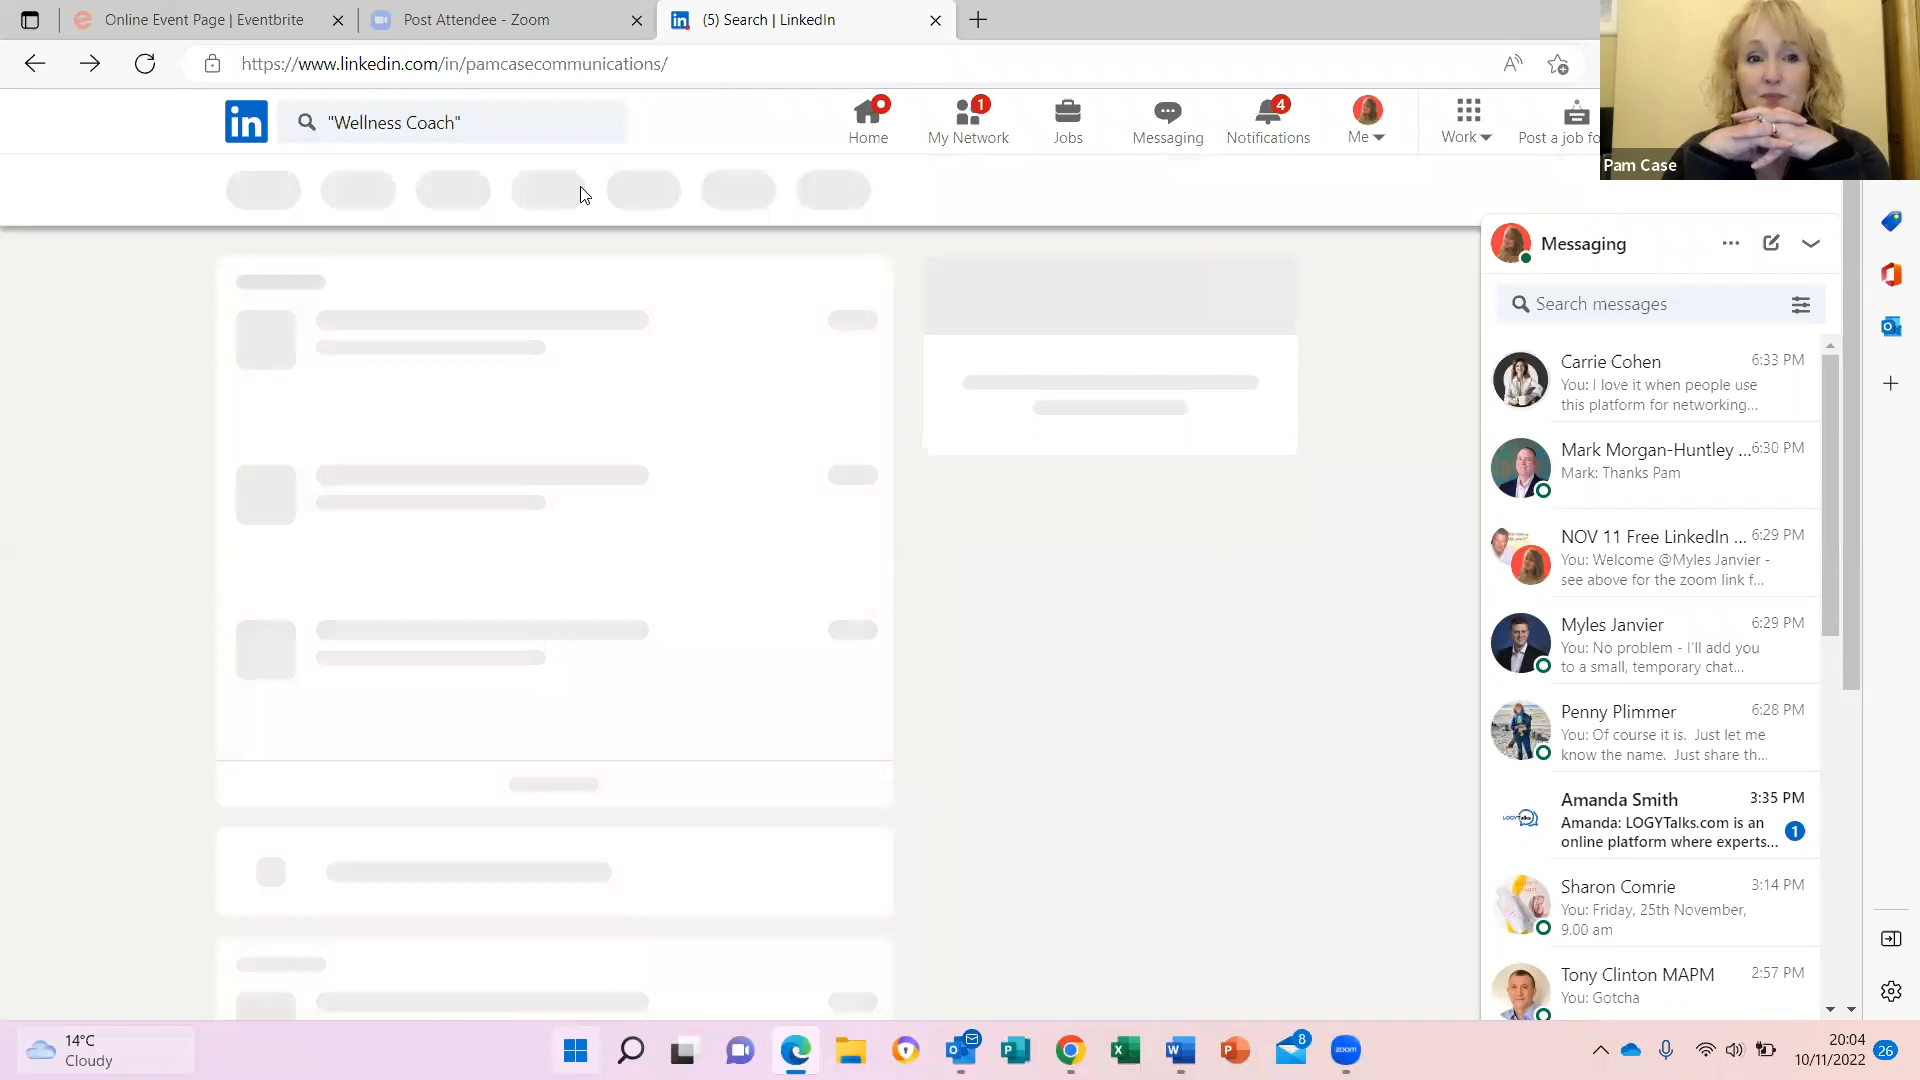 Online Event Page | Eventbrite
Post Attendee - Zoom
(5) Search | LinkedIn
https://www.linkedin.com/in/pamcasecommunications/
in
"Wellness Coach"
Home
1
My Network
Jobs
Messaging
4
Notifications
Me
Work
Post a job fo
Pam Case
Messaging
Search messages
Carrie Cohen
6:33 PM
You: I love it when people use
this platform for networking...
Mark Morgan-Huntley ...
6:30 PM
Mark: Thanks Pam
NOV 11 Free LinkedIn ...
6:29 PM
You: Welcome @Myles Janvier -
see above for the zoom link f...
Myles Janvier
6:29 PM
You: No problem - I'll add you
to a small, temporary chat...
Penny Plimmer
6:28 PM
You: Of course it is. Just let me
know the name. Just share th...
Amanda Smith
3:35 PM
Amanda: LOGYTalks.com is an
online platform where experts...
1
Sharon Comrie
3:14 PM
You: Friday, 25th November,
9.00 am
Tony Clinton MAPM
2:57 PM
You: Gotcha
14°C
Cloudy
8
zoom
20:04
10/11/2022
26